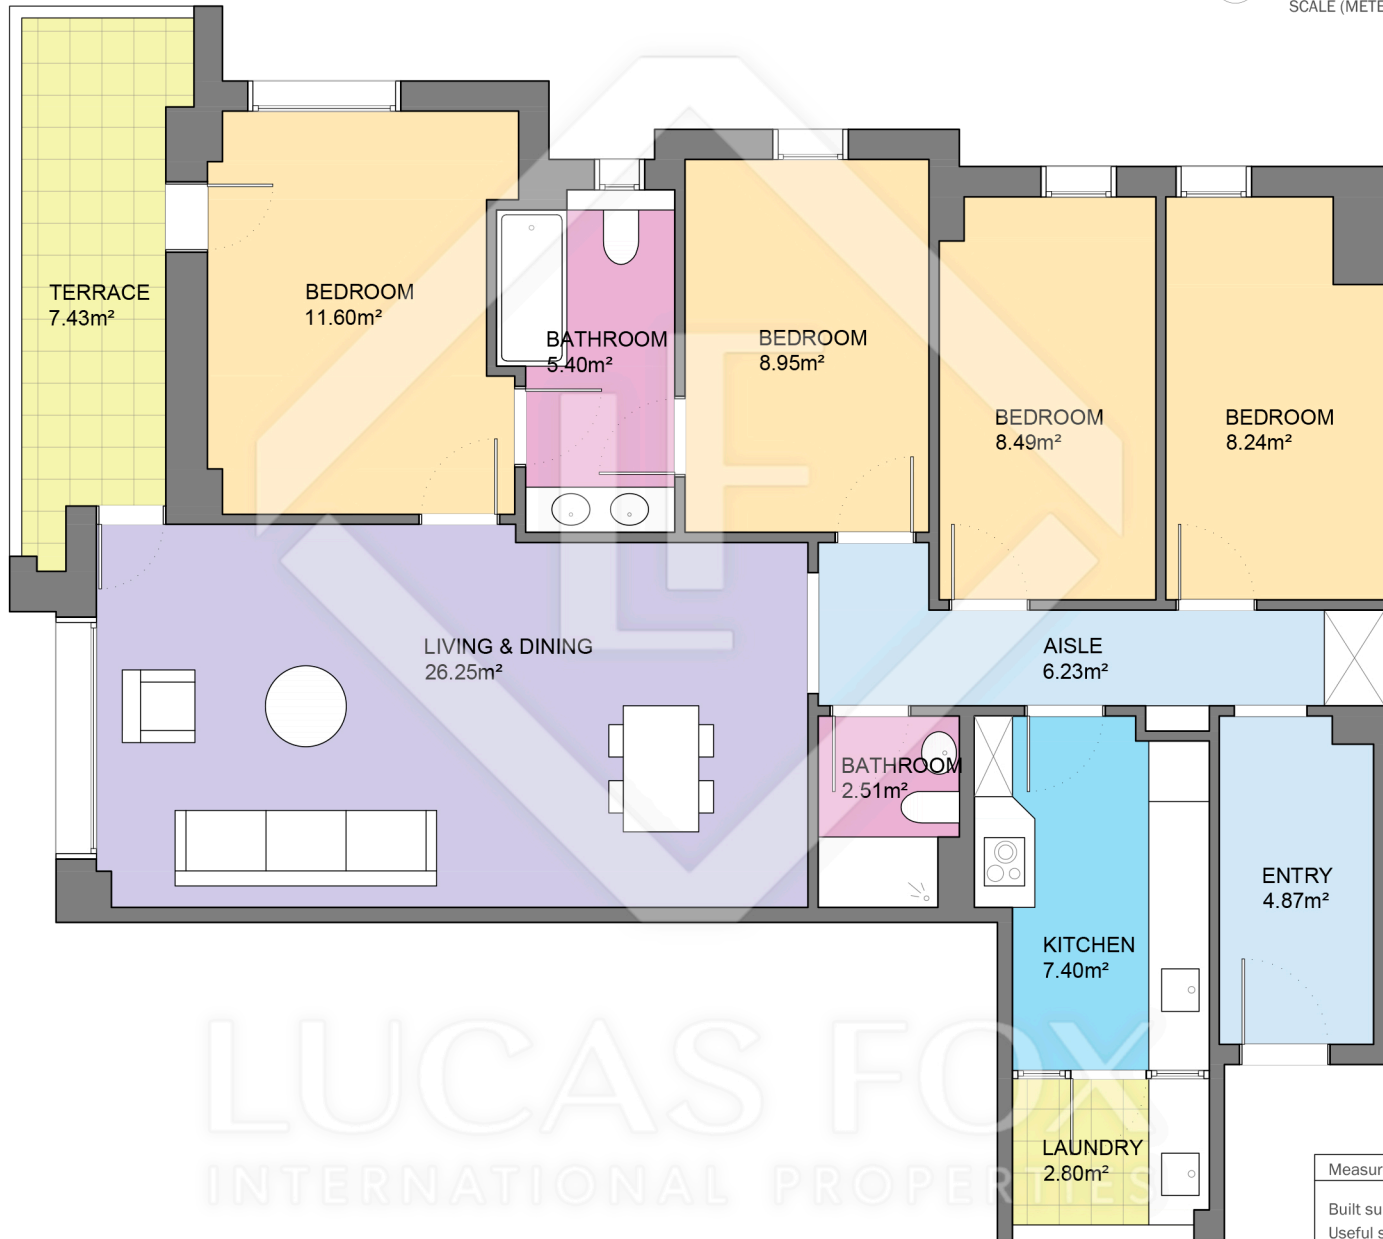 SCALE (METE
TERRACE
7.43m²
BEDROOM
11.60m²
BATHROOM
5.40m²
BEDROOM
8.95m²
BEDROOM
8.49m²
BEDROOM
8.24m²
LIVING & DINING
26.25m²
AISLE
6.23m²
BATHROOM
2.51m²
ENTRY
4.87m²
KITCHEN
7.40m²
LAUNDRY
2.80m²
LF
LUCAS FOX
INTERNATIONAL PROPERTIES
Measur
Built su
Useful s